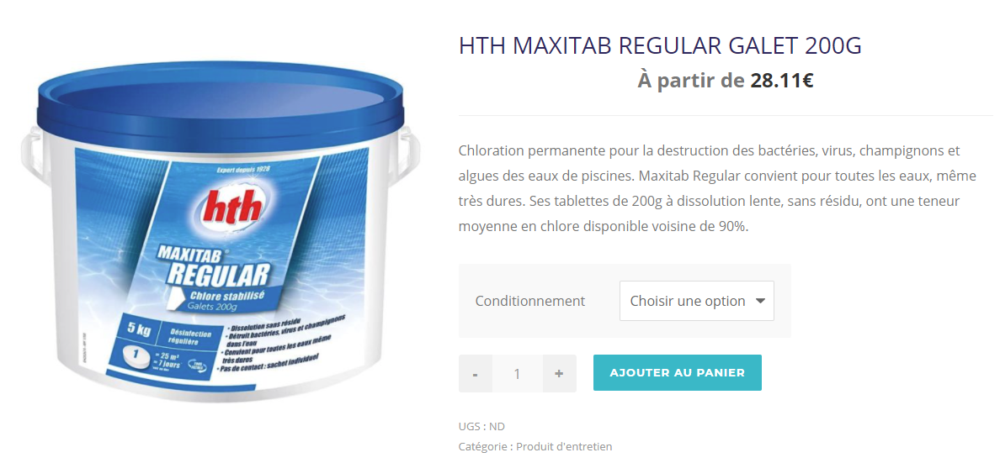 HTH MAXITAB REGULAR GALET 200G
À partir de 28.11€
Chloration permanente pour la destruction des bactéries, virus, champignons et
algues des eaux de piscines. Maxitab Regular convient pour toutes les eaux, même
très dures. Ses tablettes de 200g à dissolution lente, sans résidu, ont une teneur
moyenne en chlore disponible voisine de 90%.
Conditionnement
Choisir une option
- 1 +
AJOUTER AU PANIER
UGS : ND
Catégorie : Produit d'entretien
Expert depuis 1928
hth
MAXITAB®
REGULAR
Chlore stabilisé
Galets 200g
5 kg
Désinfection
régulière
1
= 25 m³
= 7 jours
• Dissolution sans résidu
• Détruit bactéries, virus et champignons
dans l'eau
• Convient pour toutes les eaux même
très dures
• Pas de contact : sachet individuel